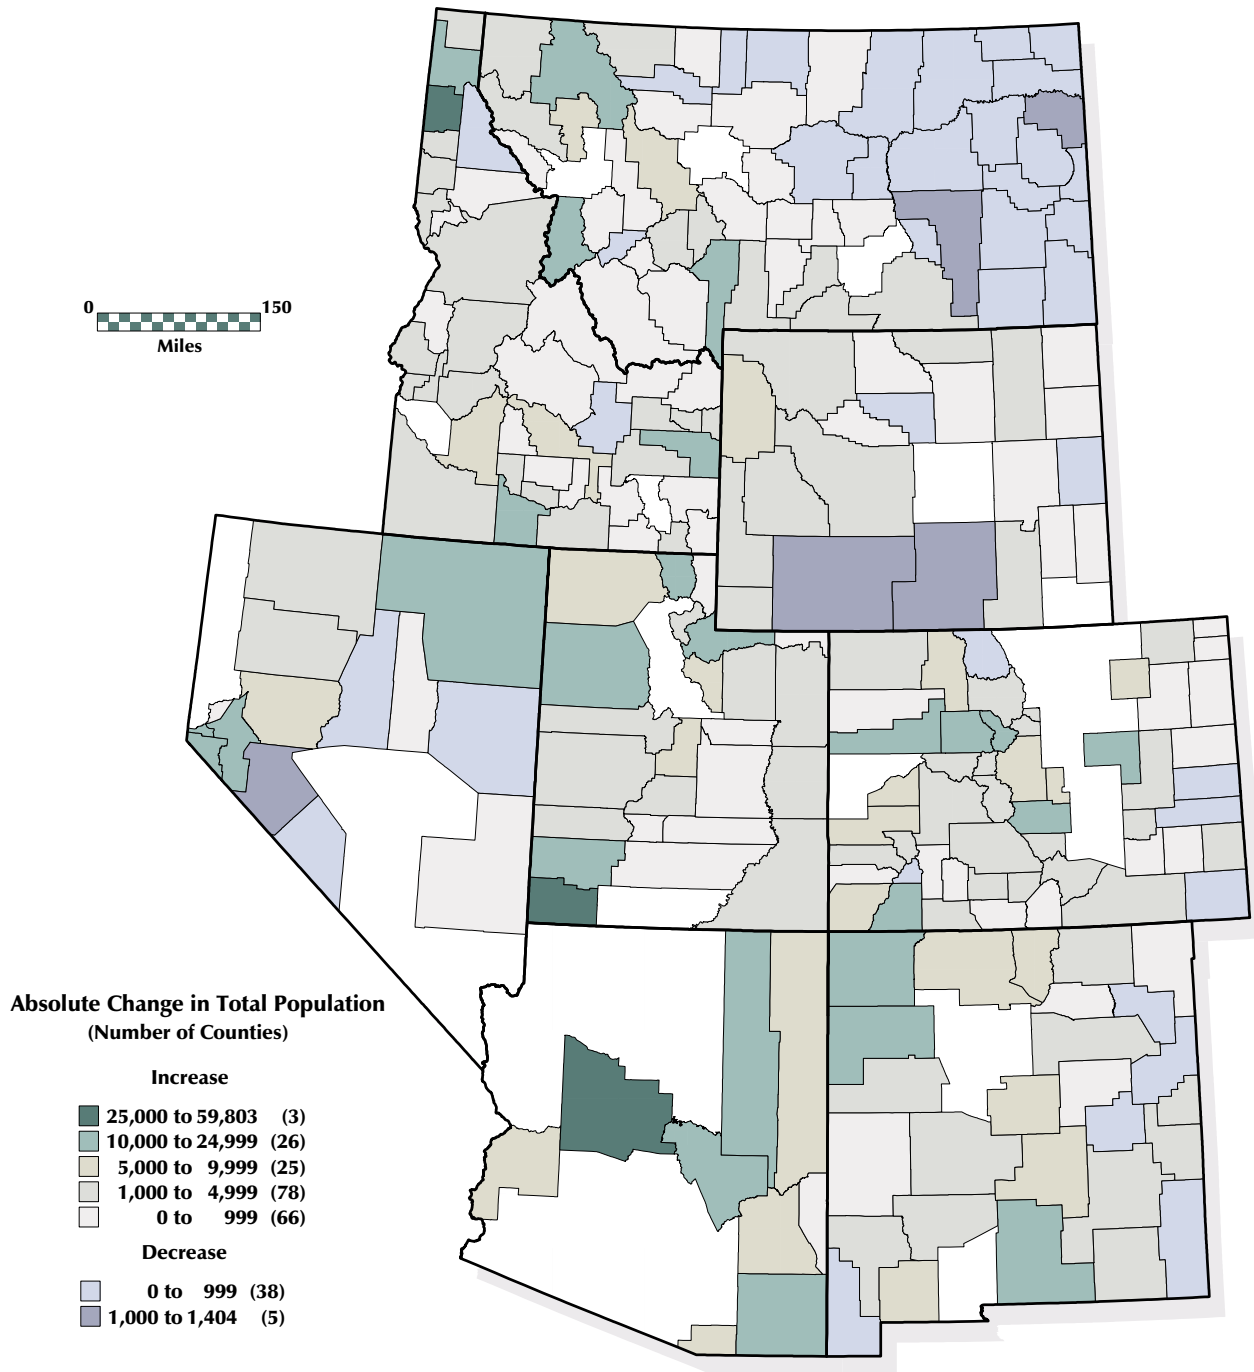 0 150
Miles
Absolute Change in Total Population
(Number of Counties)
Increase
25,000 to 59,803 (3)
10,000 to 24,999 (26)
5,000 to 9,999 (25)
1,000 to 4,999 (78)
0 to 999 (66)
Decrease
0 to 999 (38)
1,000 to 1,404 (5)